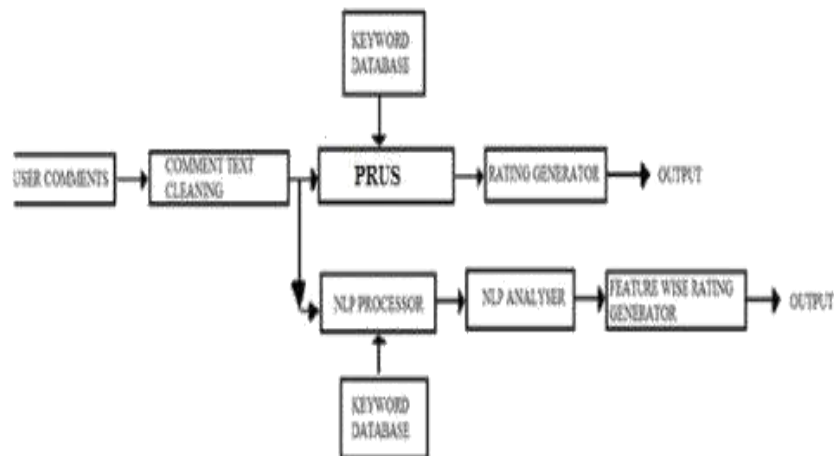 KEYWORD
DATABASE
USER COMMENTS
COMMENT TEXT
CLEANING
PRUS
RATING GENERATOR
OUTPUT
NLP PROCESSOR
NLP ANALYSER
FEATURE WISE RATING
GENERATOR
OUTPUT
KEYWORD
DATABASE